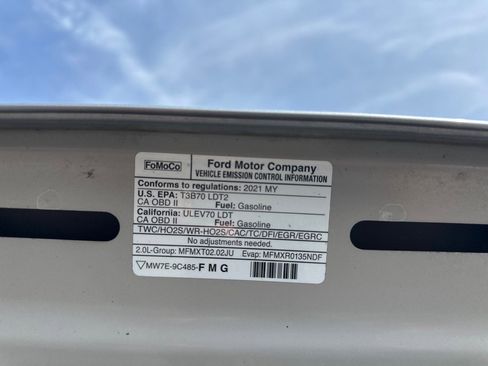 FoMoCo
Ford Motor Company
VEHICLE EMISSION CONTROL INFORMATION
Conforms to regulations: 2021 MY
U.S. EPA: T3B70 LDT2
CA OBD II Fuel: Gasoline
California: ULEV70 LDT
CA OBD II Fuel: Gasoline
TWC/HO2S/WR-HO2S/CAC/TC/DFI/EGR/EGRC
No adjustments needed.
2.0L-Group: MFMXT02.02JU Evap: MFMXR0135NDF
MW7E-9C485-FMG